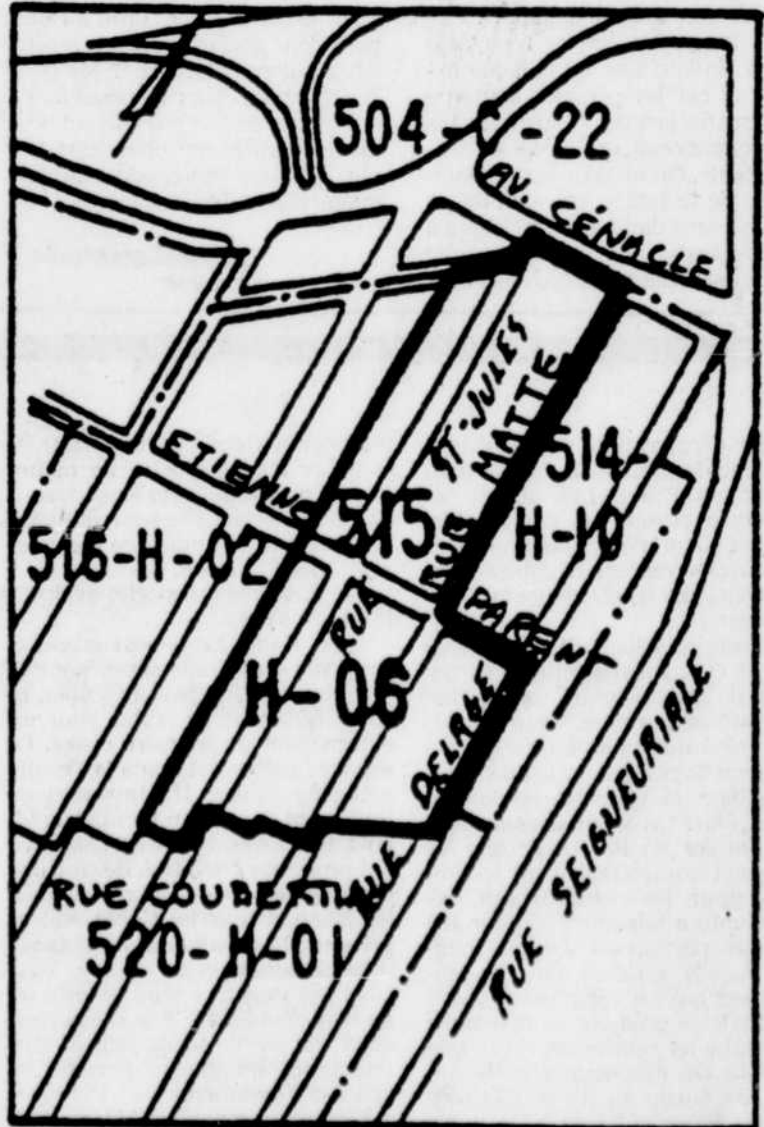 504-C-22
AV. CÉNACLE
RUE ST-JULES
RUE MATTE
514-
H-10
ETIENNE PARENT
515
516-H-02
H-06
RUE DELAGE
RUE SEIGNEURIALE
RUE COUBERTIN
520-H-01